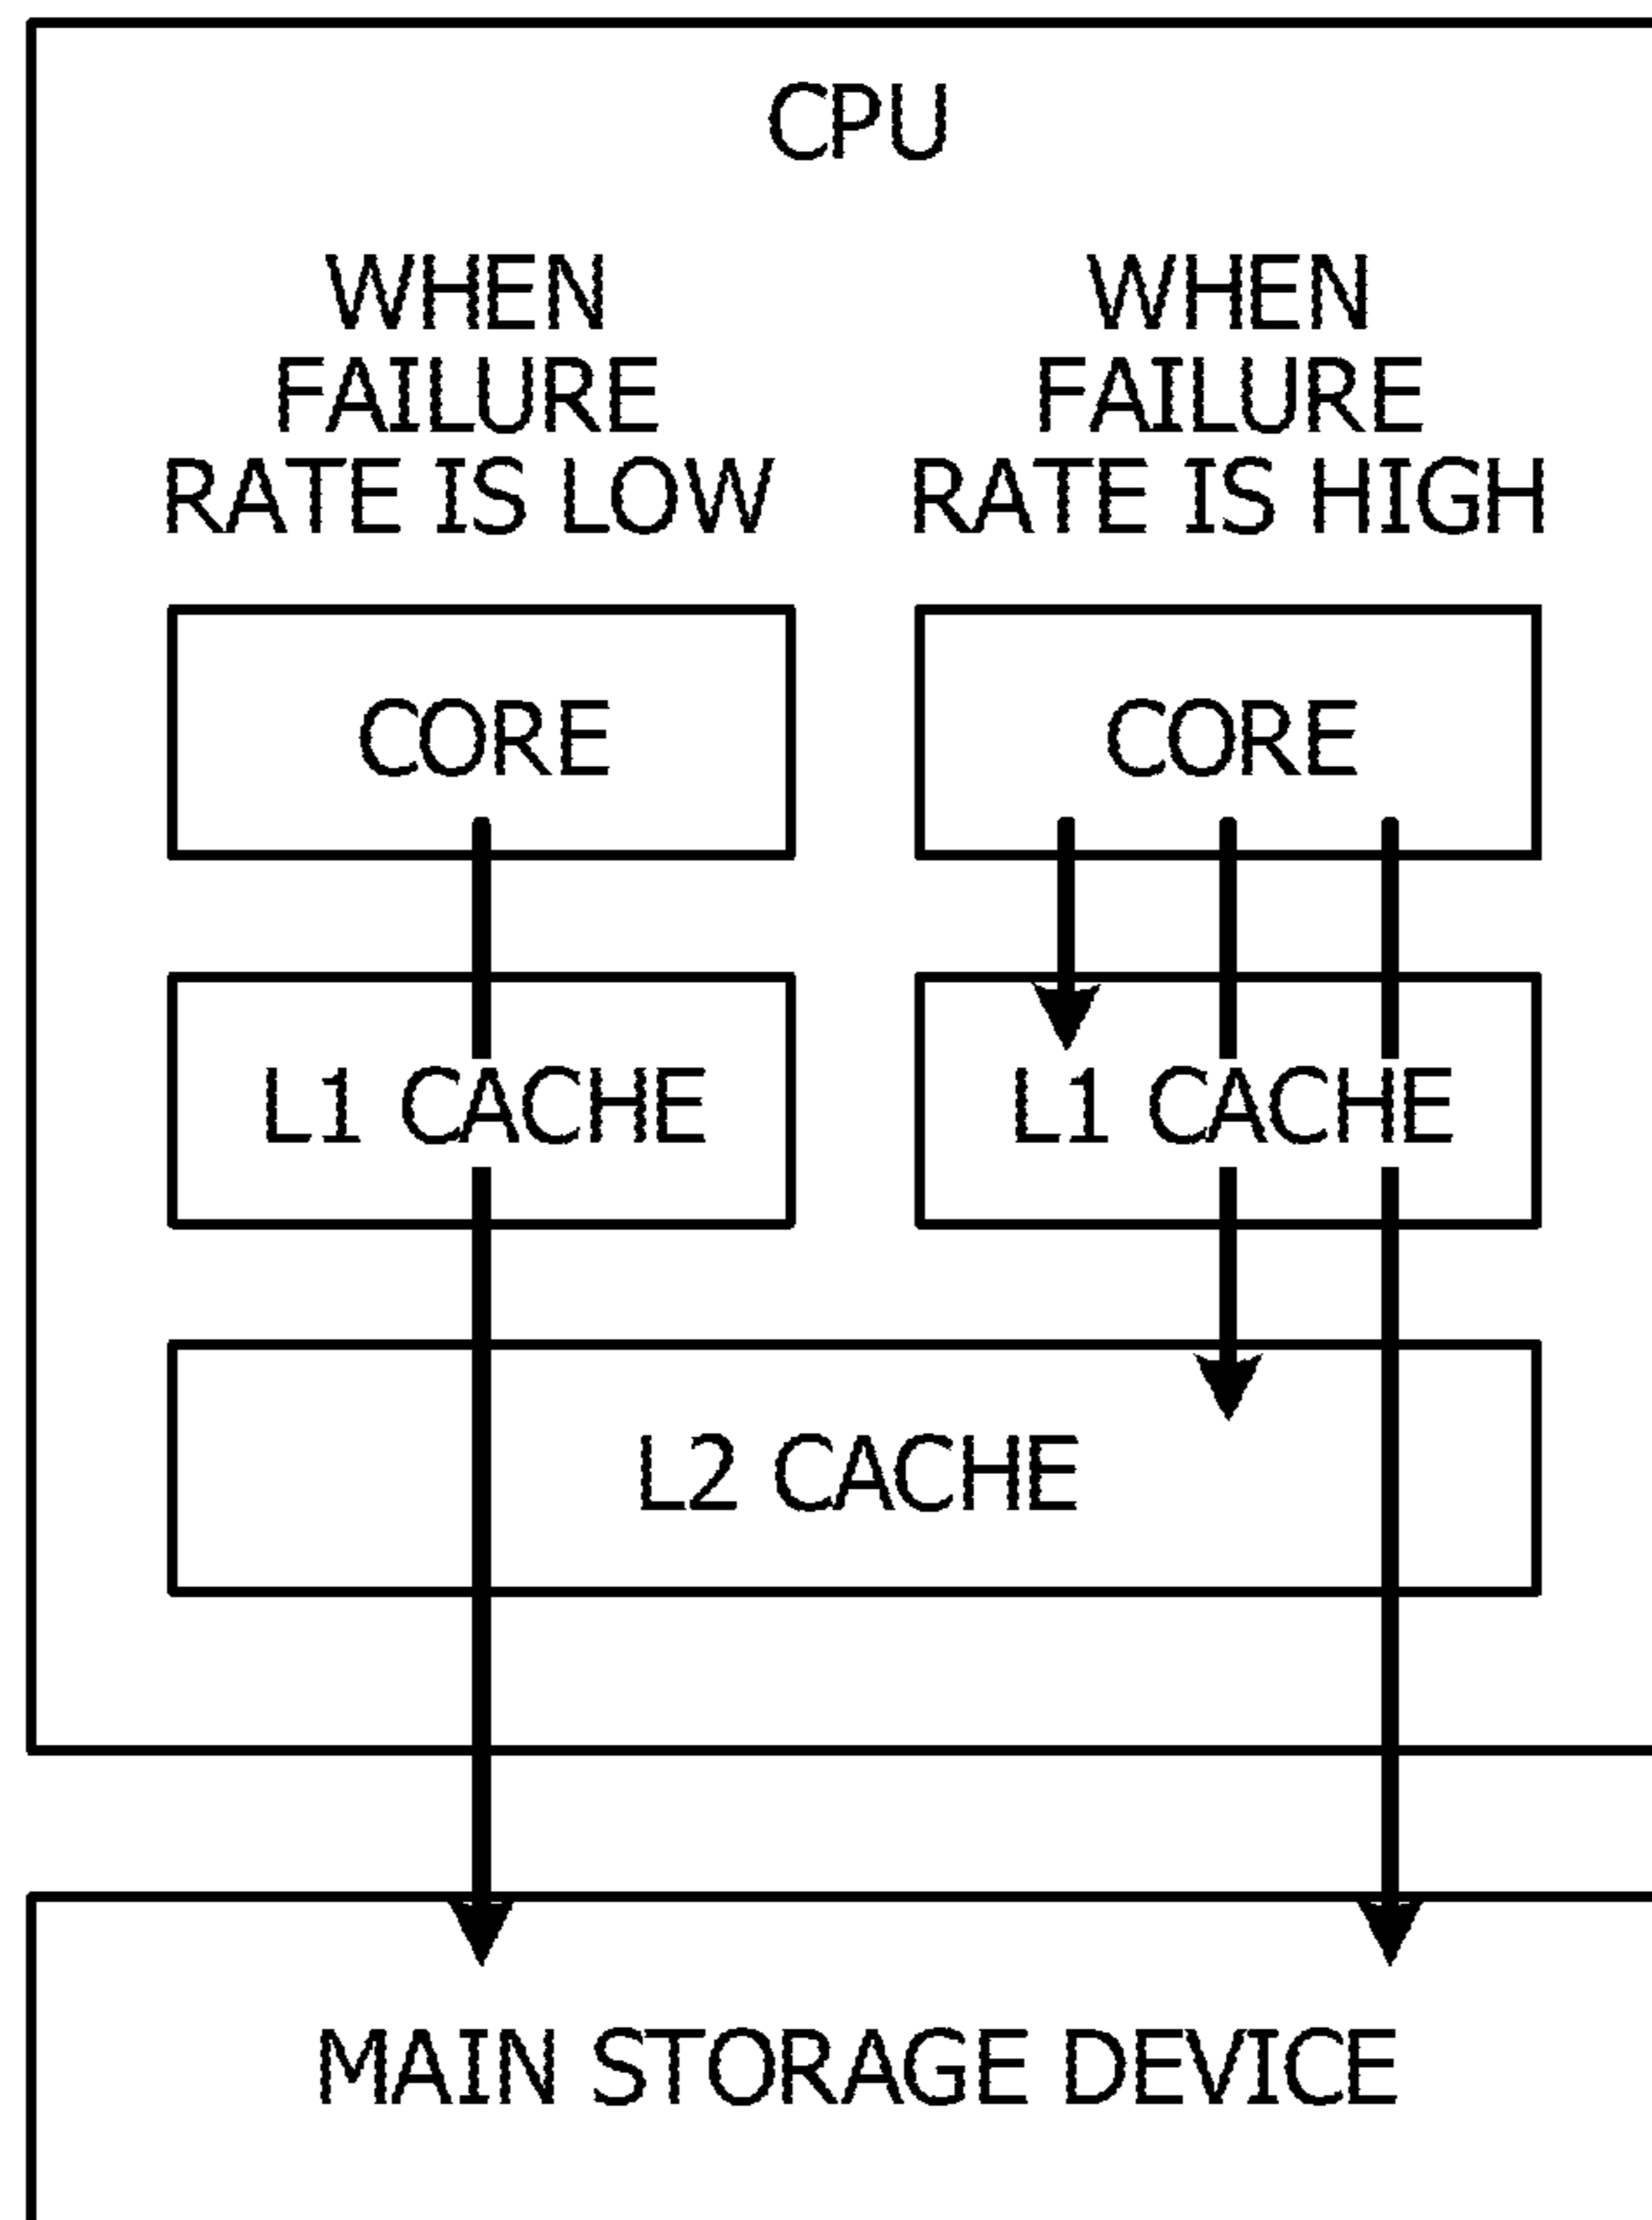 CPU
WHEN
FAILURE
RATE IS LOW
WHEN
FAILURE
RATE IS HIGH
CORE
CORE
L1 CACHE
L1 CACHE
L2 CACHE
MAIN STORAGE DEVICE